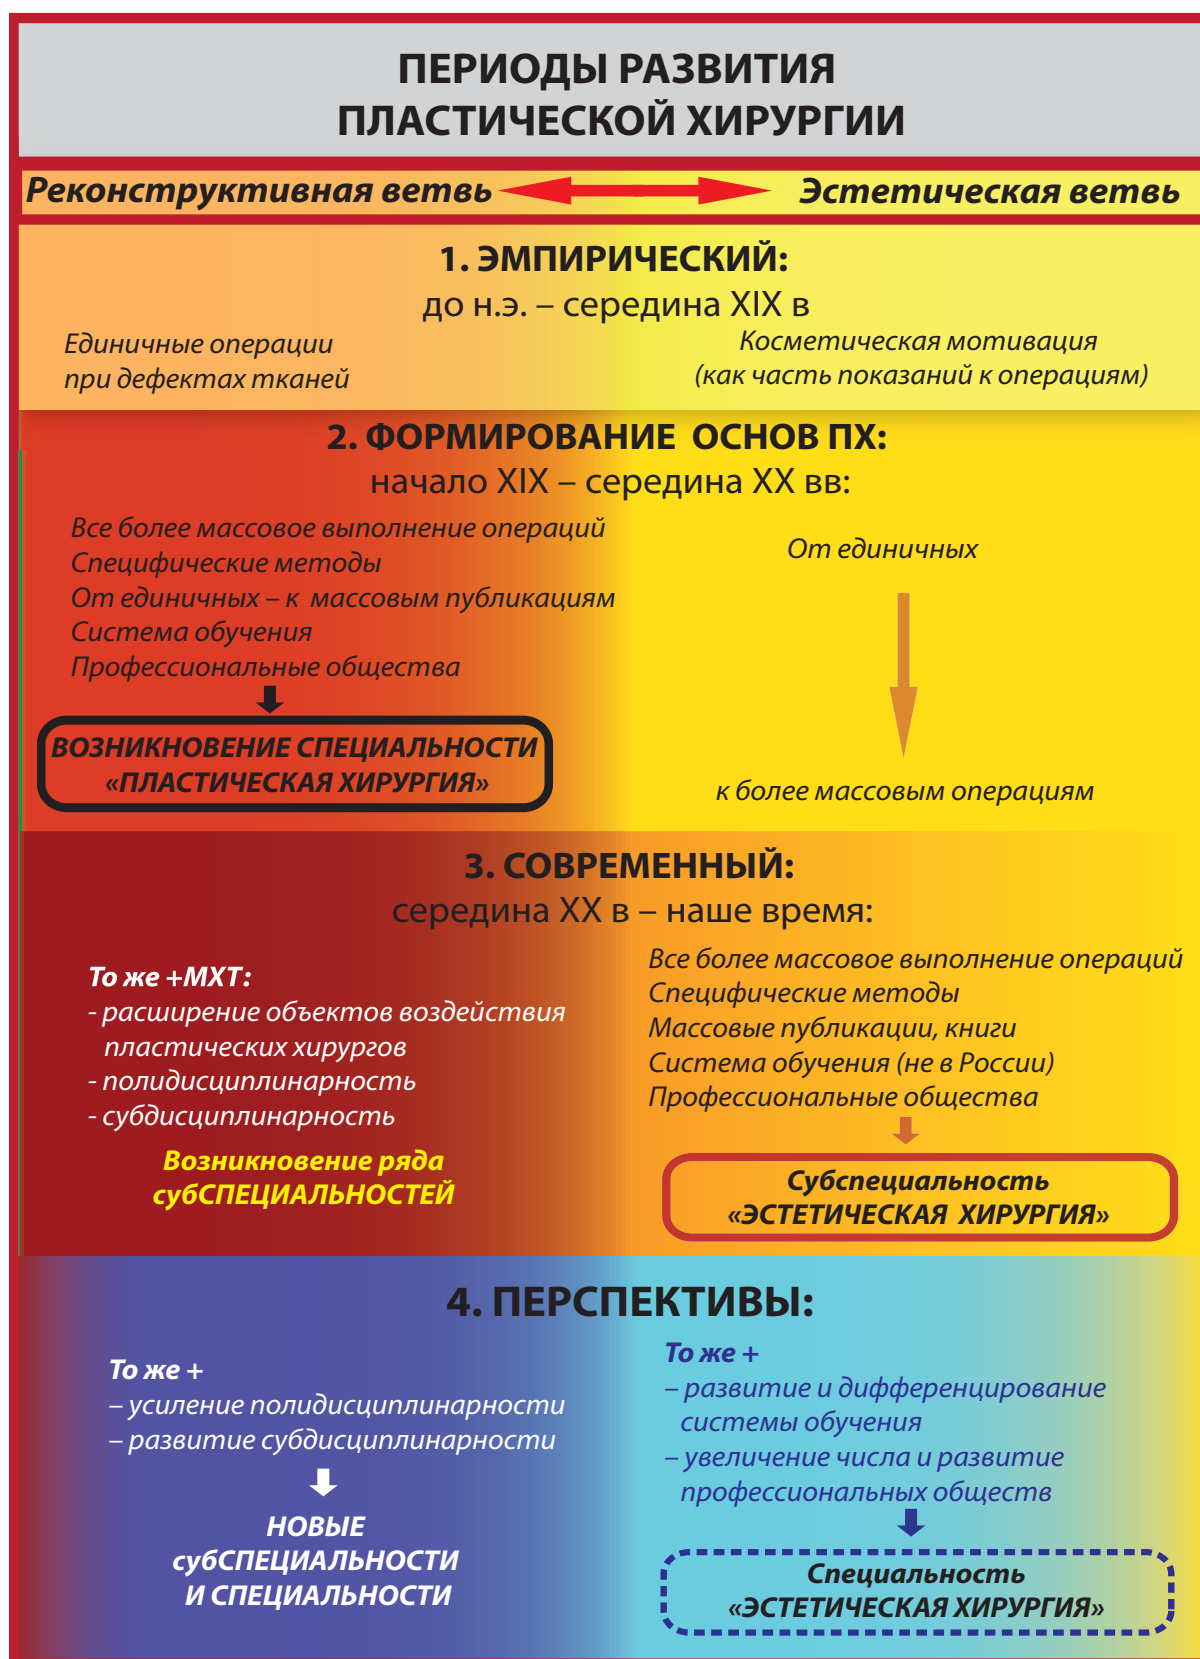 ПЕРИОДЫ РАЗВИТИЯ
ПЛАСТИЧЕСКОЙ ХИРУРГИИ
Реконструктивная ветвь
Эстетическая ветвь
1. ЭМПИРИЧЕСКИЙ:
до н.э. – середина XIX в
Единичные операции
при дефектах тканей
Косметическая мотивация
(как часть показаний к операциям)
2. ФОРМИРОВАНИЕ ОСНОВ ПХ:
начало XIX – середина XX вв:
Все более массовое выполнение операций
Специфические методы
От единичных – к массовым публикациям
Система обучения
Профессиональные общества
ВОЗНИКНОВЕНИЕ СПЕЦИАЛЬНОСТИ
«ПЛАСТИЧЕСКАЯ ХИРУРГИЯ»
От единичных
к более массовым операциям
3. СОВРЕМЕННЫЙ:
середина XX в – наше время:
То же +МХТ:
- расширение объектов воздействия
пластических хирургов
- полидисциплинарность
- субдисциплинарность
Возникновение ряда
субСПЕЦИАЛЬНОСТЕЙ
Все более массовое выполнение операций
Специфические методы
Массовые публикации, книги
Система обучения (не в России)
Профессиональные общества
Субспециальность
«ЭСТЕТИЧЕСКАЯ ХИРУРГИЯ»
4. ПЕРСПЕКТИВЫ:
То же +
– усиление полидисциплинарности
– развитие субдисциплинарности
НОВЫЕ
субСПЕЦИАЛЬНОСТИ
И СПЕЦИАЛЬНОСТИ
То же +
– развитие и дифференцирование
системы обучения
– увеличение числа и развитие
профессиональных обществ
Специальность
«ЭСТЕТИЧЕСКАЯ ХИРУРГИЯ»